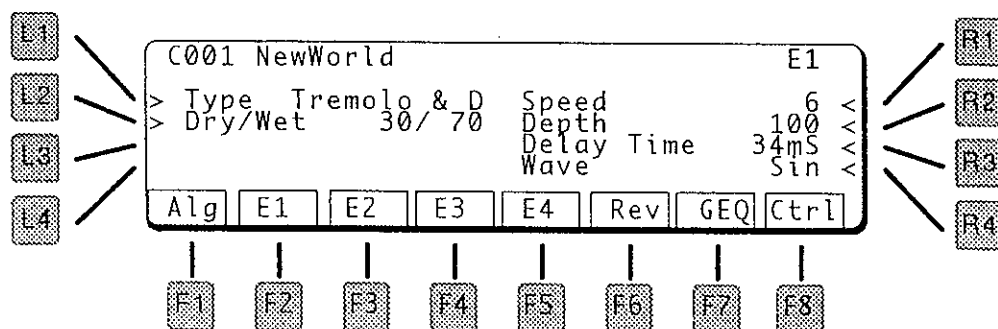 L1
L2
L3
L4
C001 NewWorld E1
> Type Tremolo & D Speed 6 <
> Dry/Wet 30/ 70 Depth 100 <
Delay Time 34mS <
Wave Sin <
Alg E1 E2 E3 E4 Rev GEQ Ctrl
R1
R2
R3
R4
F1 F2 F3 F4 F5 F6 F7 F8